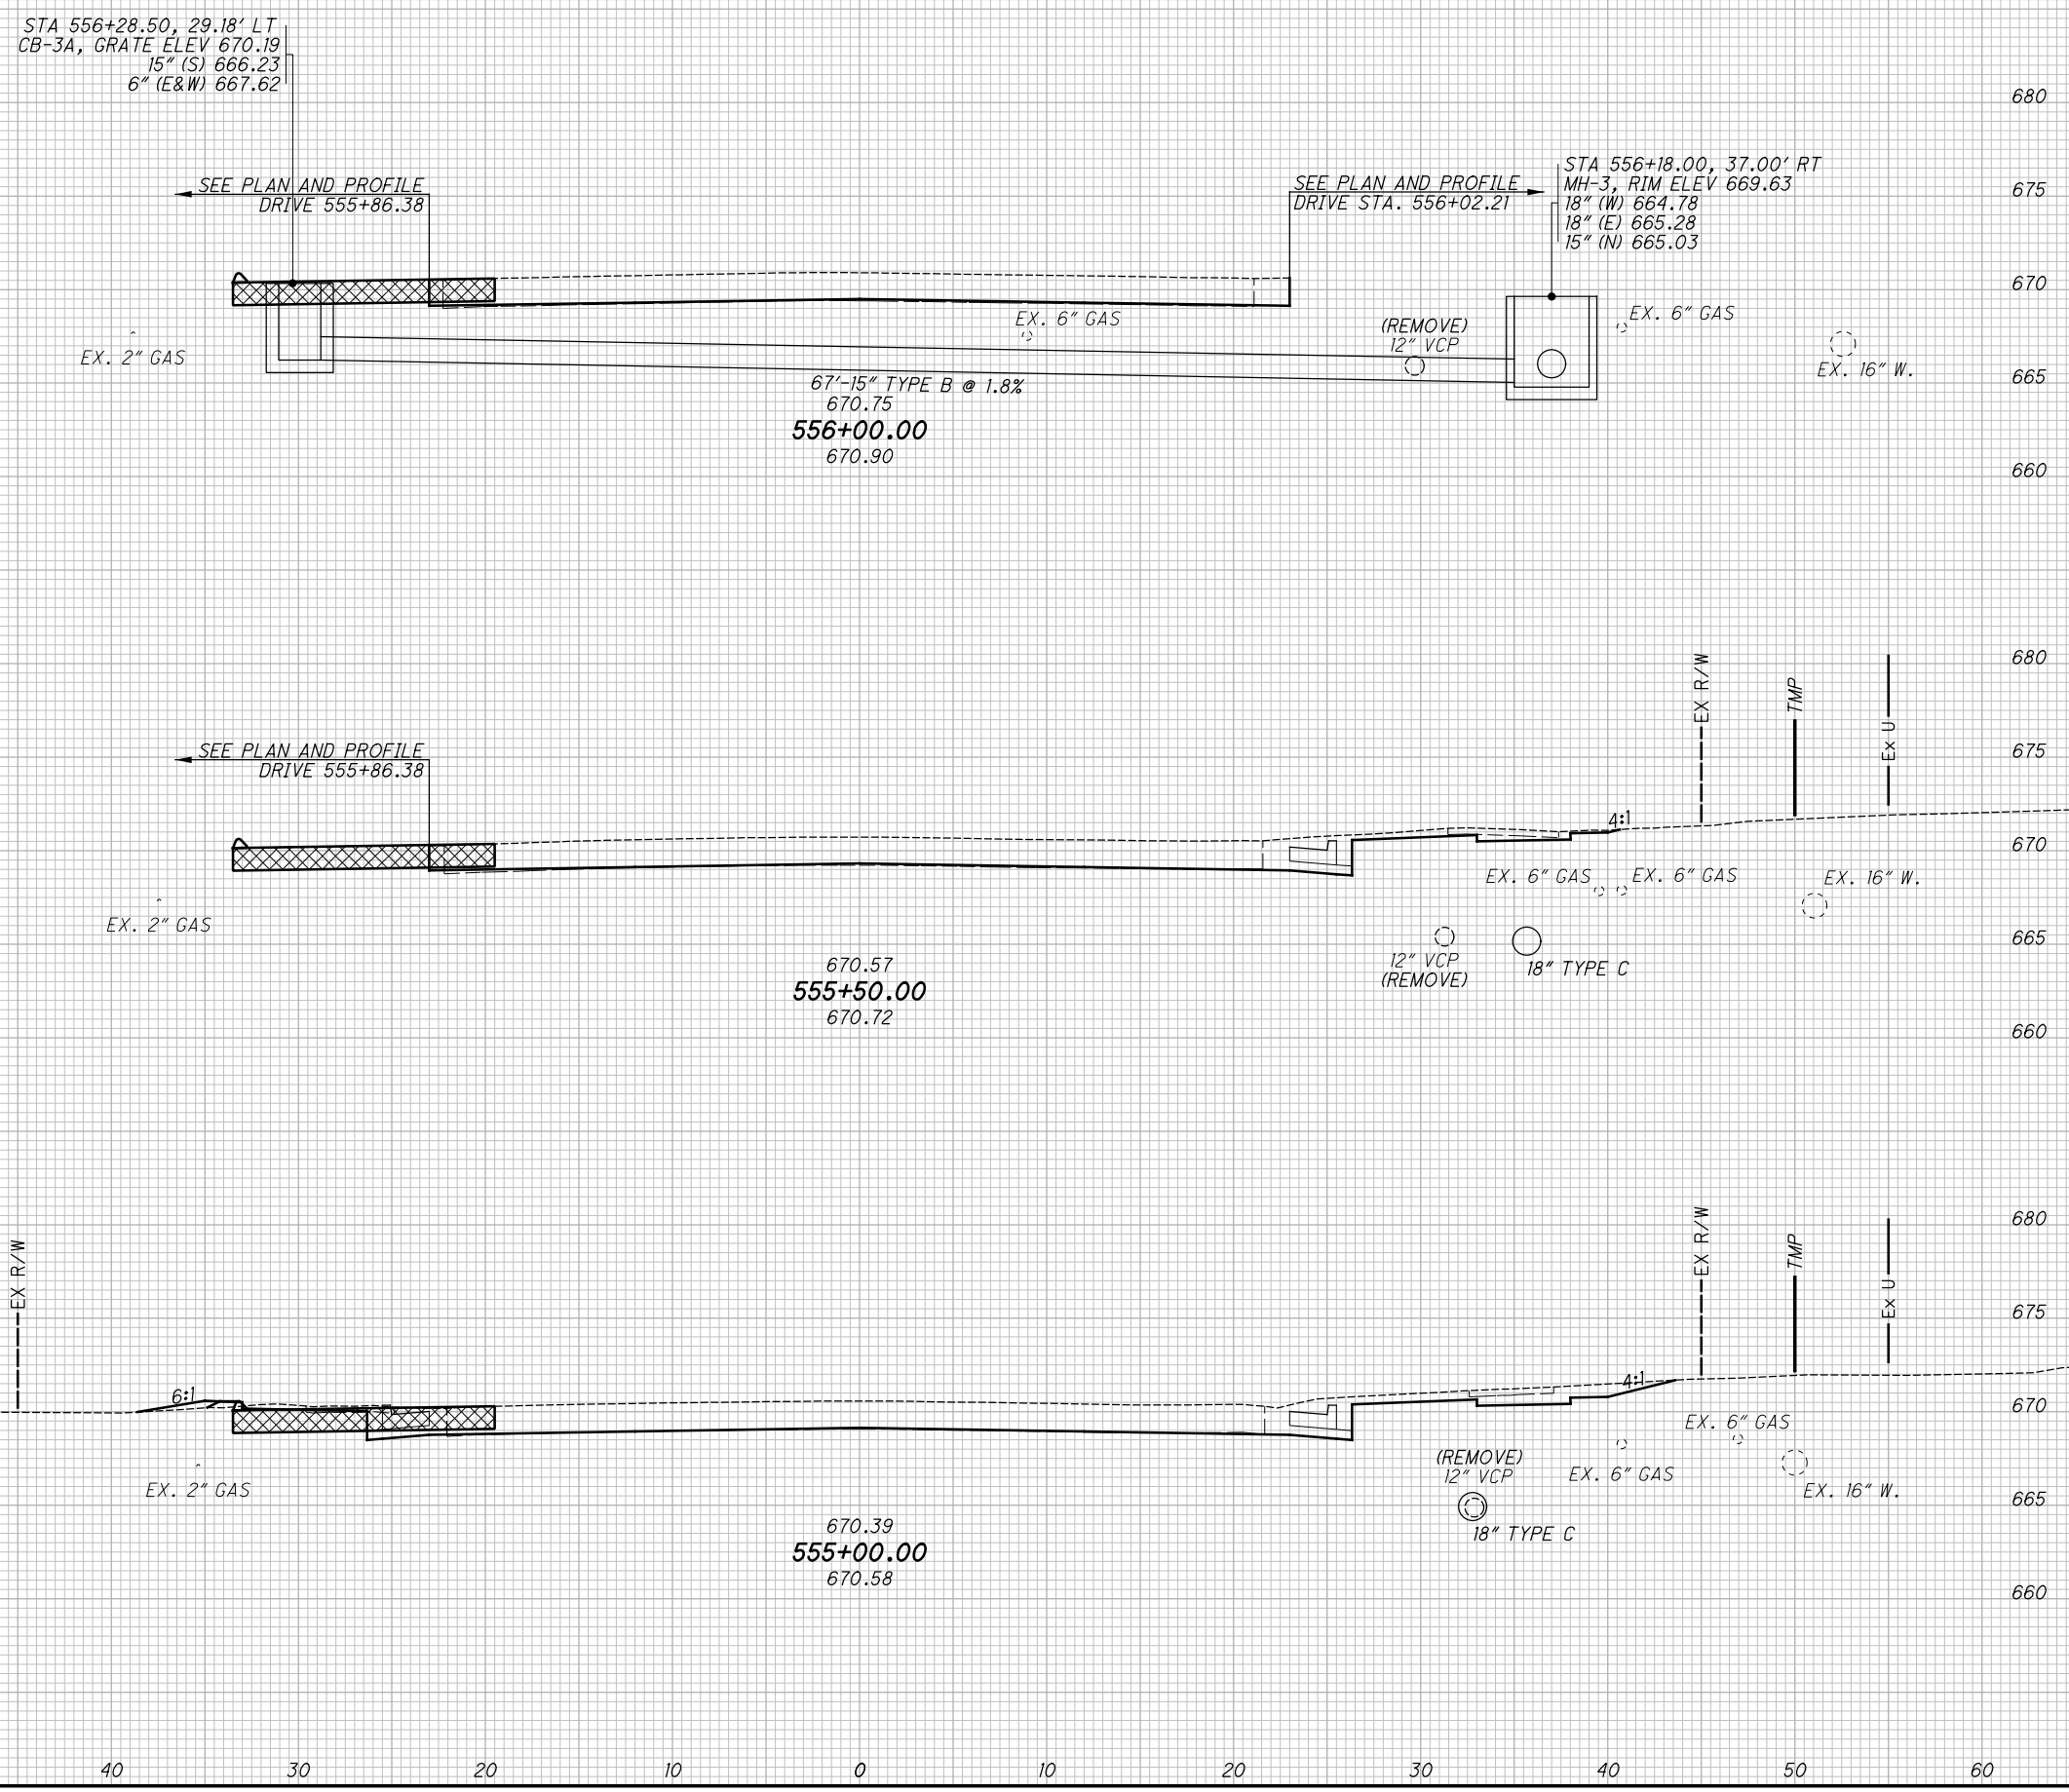 STA 556+28.50, 29.18' LT
CB-3A, GRATE ELEV 670.19
15" (S) 666.23
6" (E&W) 667.62
680
SEE PLAN AND PROFILE
DRIVE 555+86.38
SEE PLAN AND PROFILE
DRIVE STA. 556+02.21
STA 556+18.00, 37.00' RT
MH-3, RIM ELEV 669.63
18" (W) 664.78
18" (E) 665.28
15" (N) 665.03
675
670
EX. 2" GAS
EX. 6" GAS
(REMOVE)
12" VCP
EX. 6" GAS
EX. 16" W.
665
67'-15" TYPE B @ 1.8%
670.75
556+00.00
670.90
660
680
EX R/W
TMP
Ex U
675
SEE PLAN AND PROFILE
DRIVE 555+86.38
4:1
670
EX. 6" GAS
EX. 6" GAS
EX. 16" W.
EX. 2" GAS
665
12" VCP
(REMOVE)
18" TYPE C
670.57
555+50.00
670.72
660
680
EX R/W
EX R/W
TMP
Ex U
675
6:1
4:1
670
EX. 6" GAS
(REMOVE)
12" VCP
EX. 6" GAS
EX. 2" GAS
EX. 16" W.
665
18" TYPE C
670.39
555+00.00
670.58
660
40 30 20 10 0 10 20 30 40 50 60